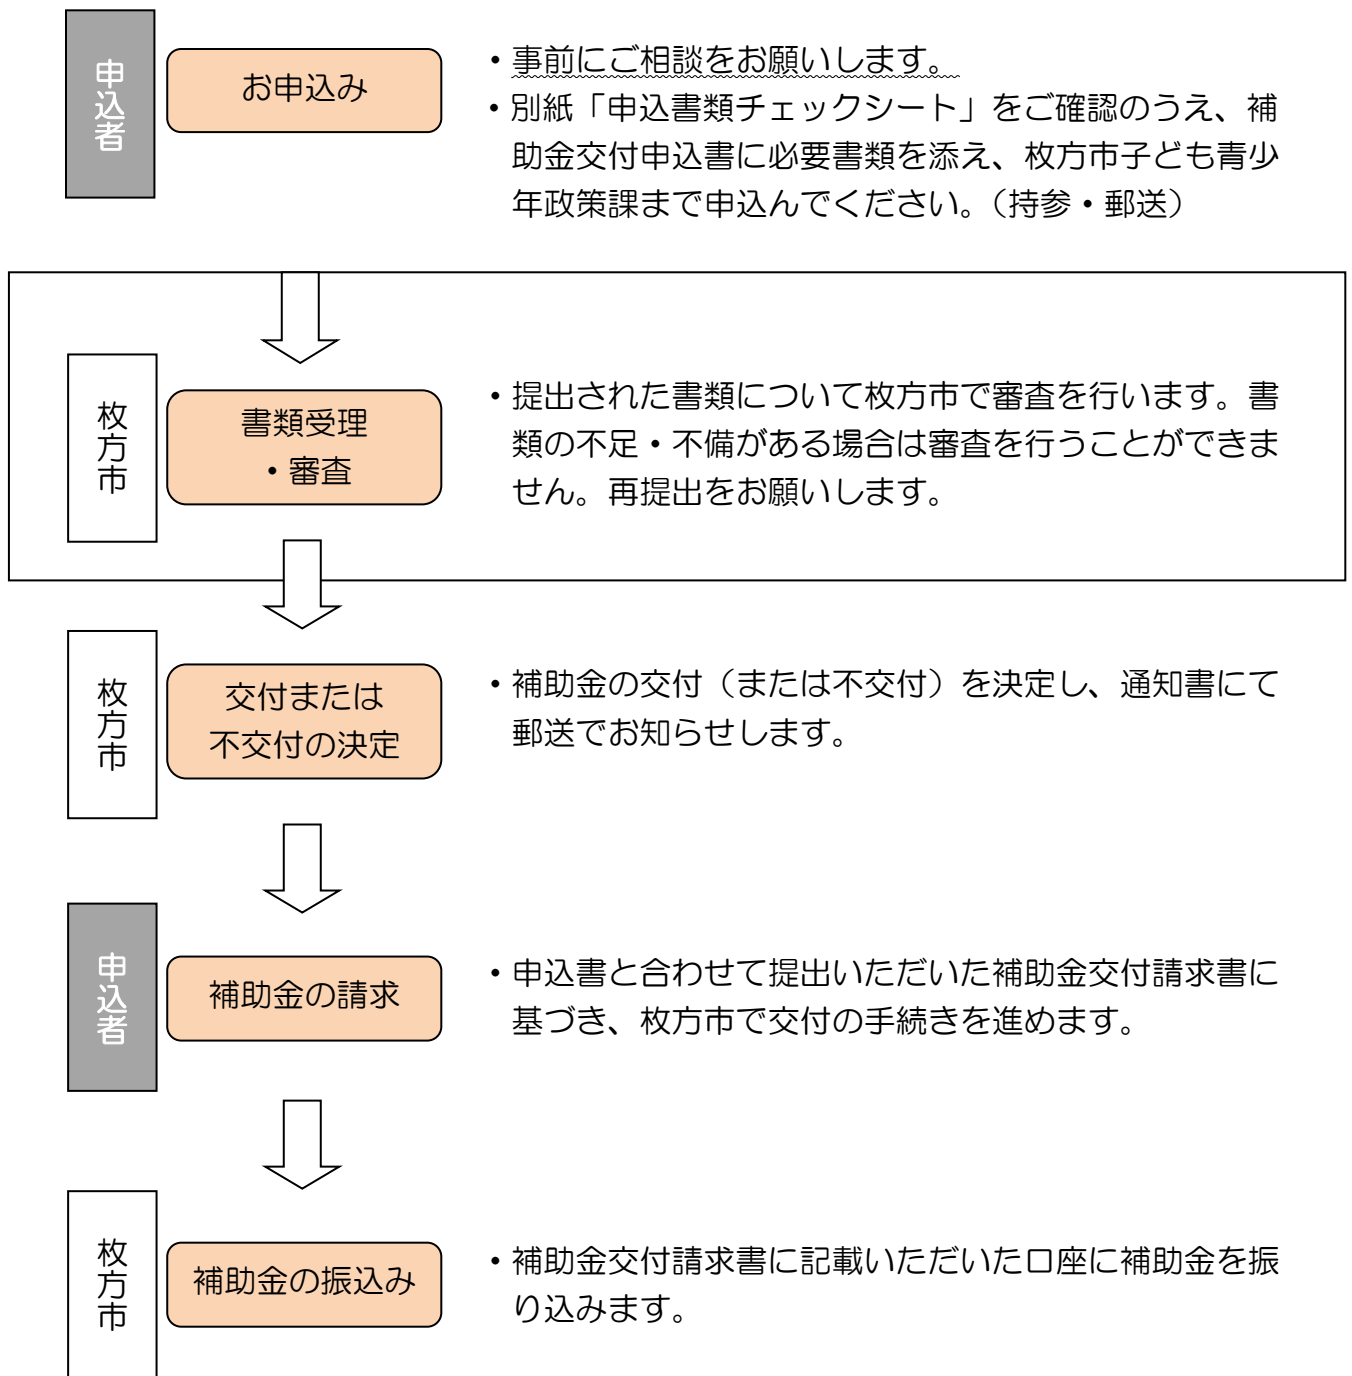 申込者
お申込み
・事前にご相談をお願いします。
・別紙「申込書類チェックシート」をご確認のうえ、補
助金交付申込書に必要書類を添え、枚方市子ども青少
年政策課まで申込んでください。（持参・郵送）
枚方市
書類受理
・審査
・提出された書類について枚方市で審査を行います。書
類の不足・不備がある場合は審査を行うことができま
せん。再提出をお願いします。
枚方市
交付または
不交付の決定
・補助金の交付（または不交付）を決定し、通知書にて
郵送でお知らせします。
申込者
補助金の請求
・申込書と合わせて提出いただいた補助金交付請求書に
基づき、枚方市で交付の手続きを進めます。
枚方市
補助金の振込み
・補助金交付請求書に記載いただいた口座に補助金を振
り込みます。